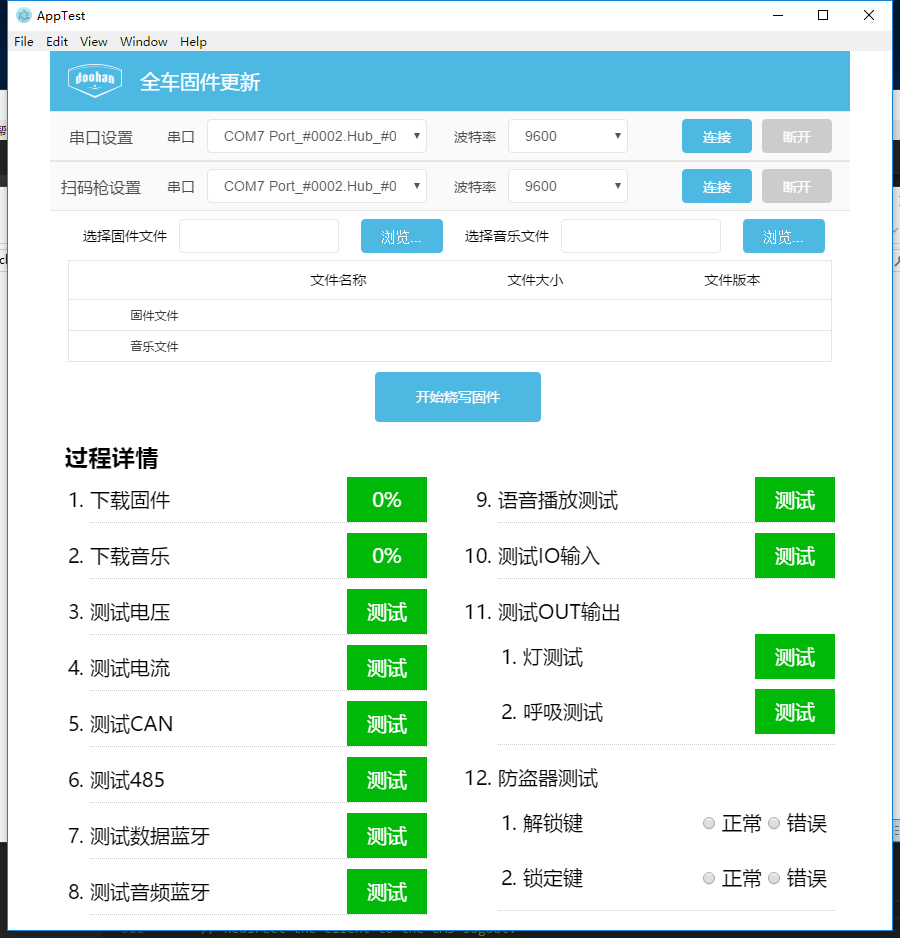 AppTest
File Edit View Window Help
doohan 全车固件更新
串口设置 串口 COM7 Port_#0002.Hub_#0 波特率 9600 连接 断开
扫码枪设置 串口 COM7 Port_#0002.Hub_#0 波特率 9600 连接 断开
选择固件文件 浏览... 选择音乐文件 浏览...
文件名称 文件大小 文件版本
固件文件
音乐文件
开始烧写固件
过程详情
1. 下载固件 0%
2. 下载音乐 0%
3. 测试电压 测试
4. 测试电流 测试
5. 测试CAN 测试
6. 测试485 测试
7. 测试数据蓝牙 测试
8. 测试音频蓝牙 测试
9. 语音播放测试 测试
10. 测试IO输入 测试
11. 测试OUT输出
1. 灯测试 测试
2. 呼吸测试 测试
12. 防盗器测试
1. 解锁键 正常 错误
2. 锁定键 正常 错误